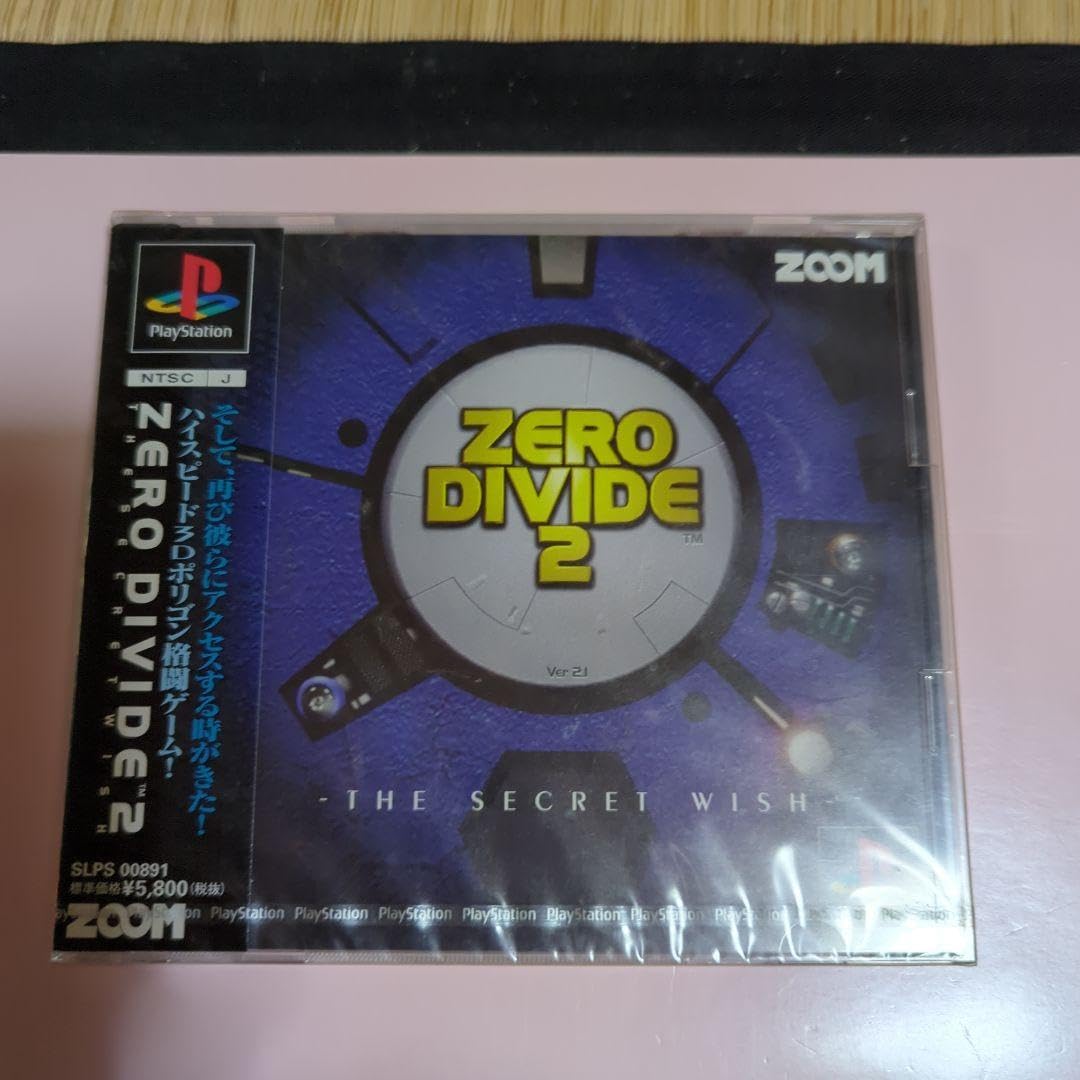 PlayStation
NTSC J
そして、再び彼らにアクセスする時がきた!
ハイスピード3Dポリゴン格闘ゲーム!
ZERO DIVIDE™2
THE SECRET WISH
SLPS 00891
標準価格¥5,800(税抜)
ZOOM
ZOOM
ZERO
DIVIDE
2
TM
Ver 2.1
-THE SECRET WISH-
PlayStation PlayStation PlayStation PlayStation PlayStation PlayStation PlayStation